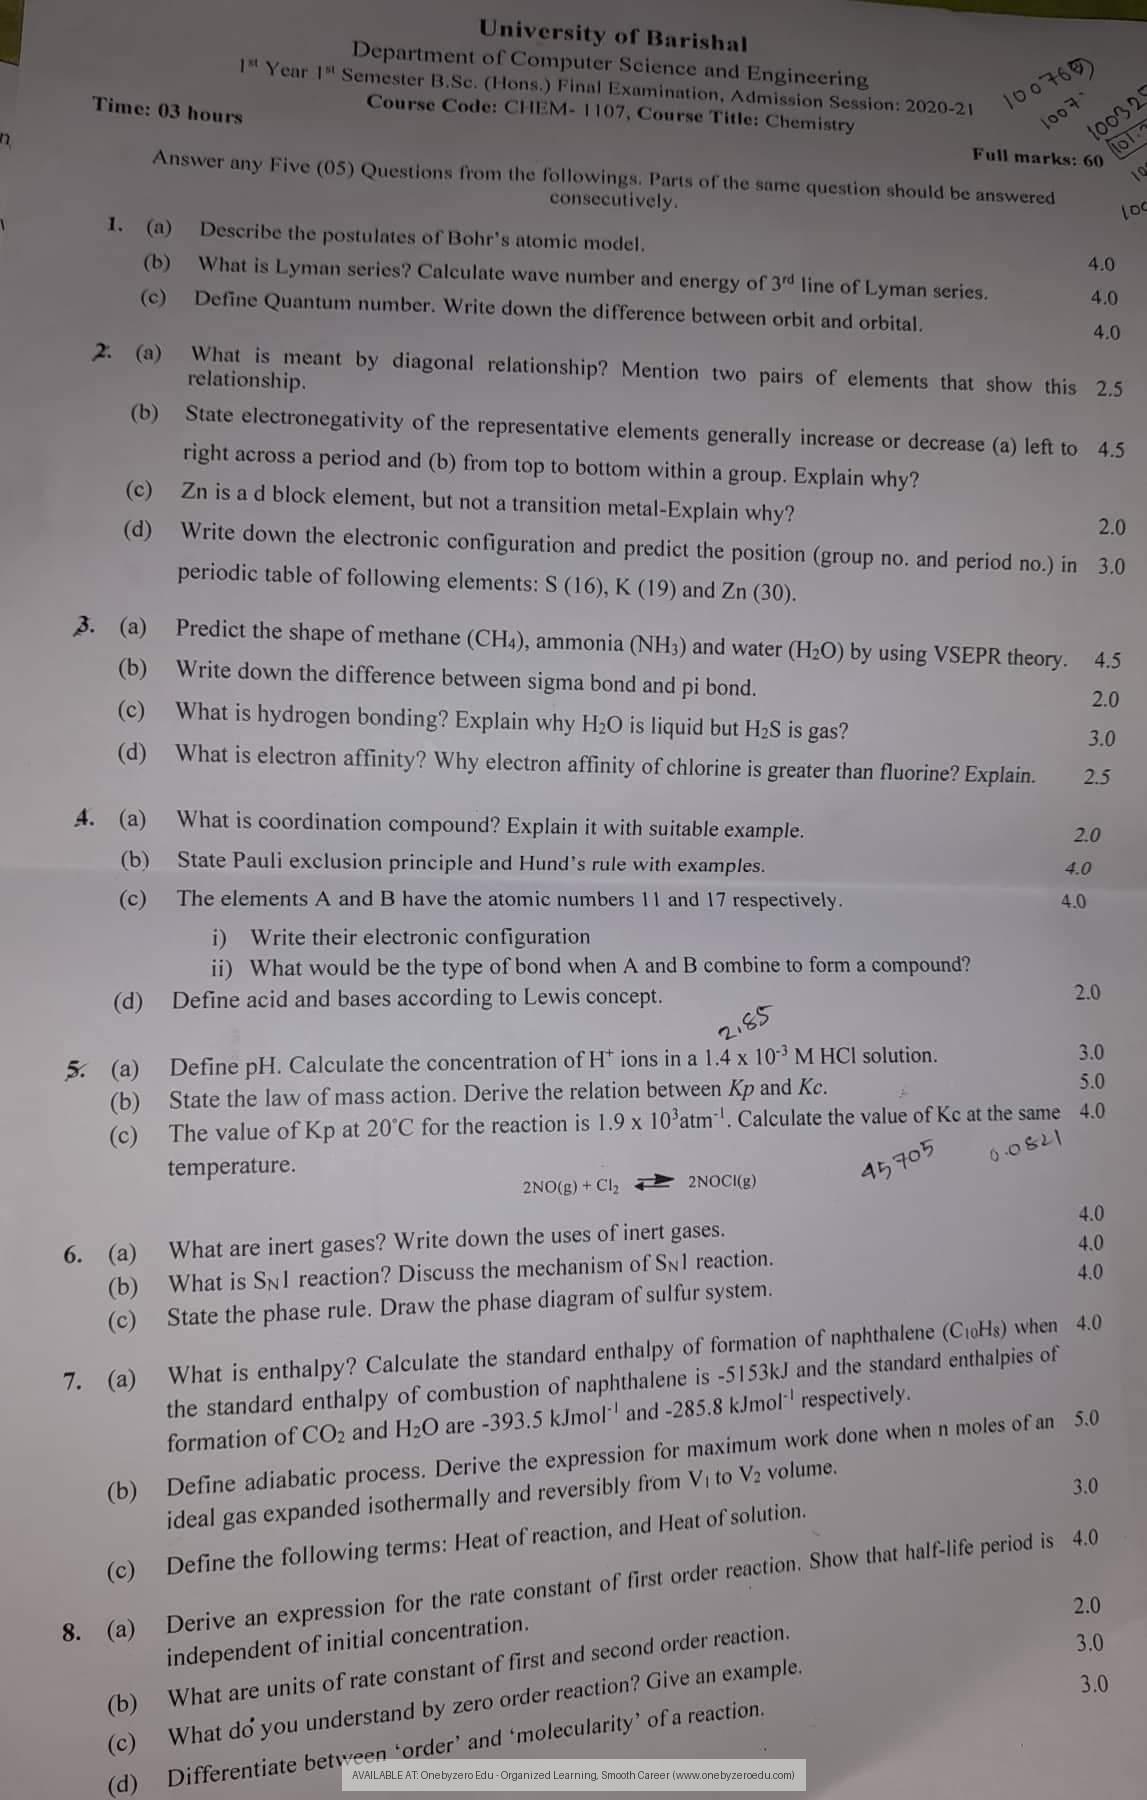 University of Barishal
Department of Computer Science and Engineering
1st Year 1st Semester B.Sc. (Hons.) Final Examination, Admission Session: 2020-21
Course Code: CHEM- 1107, Course Title: Chemistry
Time: 03 hours
Full marks: 60
Answer any Five (05) Questions from the followings. Parts of the same question should be answered
consecutively.
1. (a) Describe the postulates of Bohr's atomic model. 4.0
(b) What is Lyman series? Calculate wave number and energy of 3rd line of Lyman series. 4.0
(c) Define Quantum number. Write down the difference between orbit and orbital. 4.0
2. (a) What is meant by diagonal relationship? Mention two pairs of elements that show this 2.5
relationship.
(b) State electronegativity of the representative elements generally increase or decrease (a) left to 4.5
right across a period and (b) from top to bottom within a group. Explain why?
(c) Zn is a d block element, but not a transition metal-Explain why? 2.0
(d) Write down the electronic configuration and predict the position (group no. and period no.) in 3.0
periodic table of following elements: S (16), K (19) and Zn (30).
3. (a) Predict the shape of methane (CH4), ammonia (NH3) and water (H2O) by using VSEPR theory. 4.5
(b) Write down the difference between sigma bond and pi bond. 2.0
(c) What is hydrogen bonding? Explain why H2O is liquid but H2S is gas? 3.0
(d) What is electron affinity? Why electron affinity of chlorine is greater than fluorine? Explain. 2.5
4. (a) What is coordination compound? Explain it with suitable example. 2.0
(b) State Pauli exclusion principle and Hund's rule with examples. 4.0
(c) The elements A and B have the atomic numbers 11 and 17 respectively. 4.0
i) Write their electronic configuration
ii) What would be the type of bond when A and B combine to form a compound?
(d) Define acid and bases according to Lewis concept. 2.0
2.85
5. (a) Define pH. Calculate the concentration of H+ ions in a 1.4 x 10-3 M HCl solution. 3.0
(b) State the law of mass action. Derive the relation between Kp and Kc. 5.0
(c) The value of Kp at 20°C for the reaction is 1.9 x 10³atm-1. Calculate the value of Kc at the same 4.0
temperature.
45705 0.0821
2NO(g) + Cl2 ⇌ 2NOCl(g)
6. (a) What are inert gases? Write down the uses of inert gases. 4.0
(b) What is SN1 reaction? Discuss the mechanism of SN1 reaction. 4.0
(c) State the phase rule. Draw the phase diagram of sulfur system. 4.0
7. (a) What is enthalpy? Calculate the standard enthalpy of formation of naphthalene (C10H8) when 4.0
the standard enthalpy of combustion of naphthalene is -5153kJ and the standard enthalpies of
formation of CO2 and H2O are -393.5 kJmol-1 and -285.8 kJmol-1 respectively.
(b) Define adiabatic process. Derive the expression for maximum work done when n moles of an 5.0
ideal gas expanded isothermally and reversibly from V1 to V2 volume.
(c) Define the following terms: Heat of reaction, and Heat of solution. 3.0
8. (a) Derive an expression for the rate constant of first order reaction. Show that half-life period is 4.0
independent of initial concentration.
(b) What are units of rate constant of first and second order reaction. 2.0
(c) What do you understand by zero order reaction? Give an example. 3.0
(d) Differentiate between 'order' and 'molecularity' of a reaction. 3.0
AVAILABLE AT: Onebyzero Edu - Organized Learning, Smooth Career (www.onebyzeroedu.com)